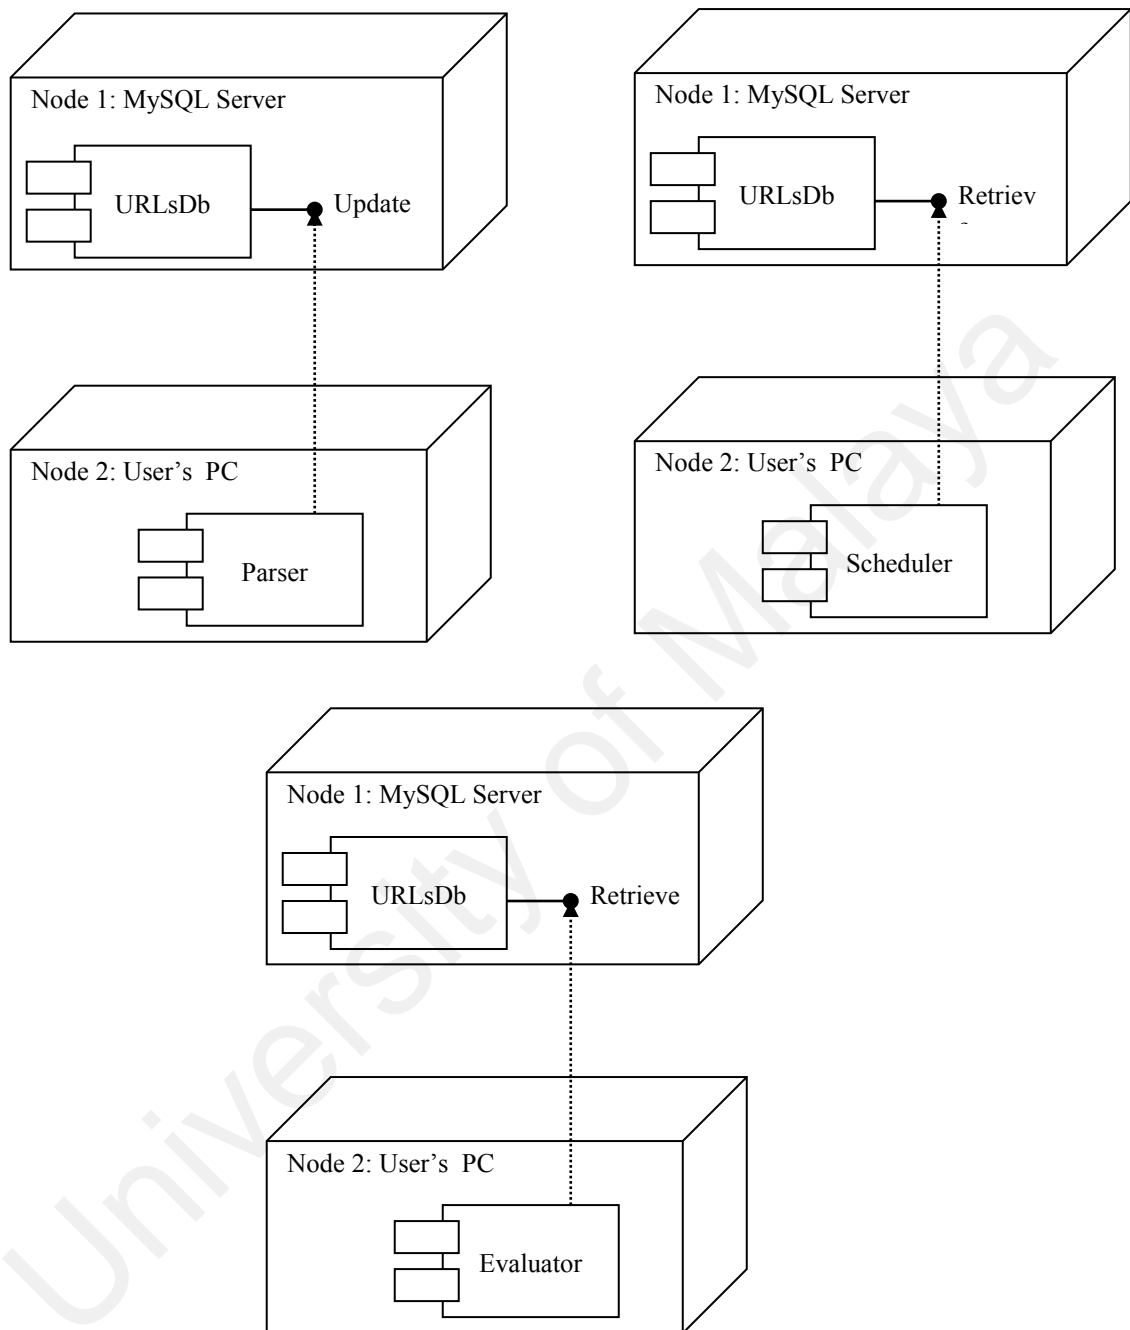 Node 1: MySQL Server
URLsDb
Update
Node 2: User's  PC
Parser
Node 1: MySQL Server
URLsDb
Retriev
Node 2: User's  PC
Scheduler
Node 1: MySQL Server
URLsDb
Retrieve
Node 2: User's  PC
Evaluator
University of Malaya